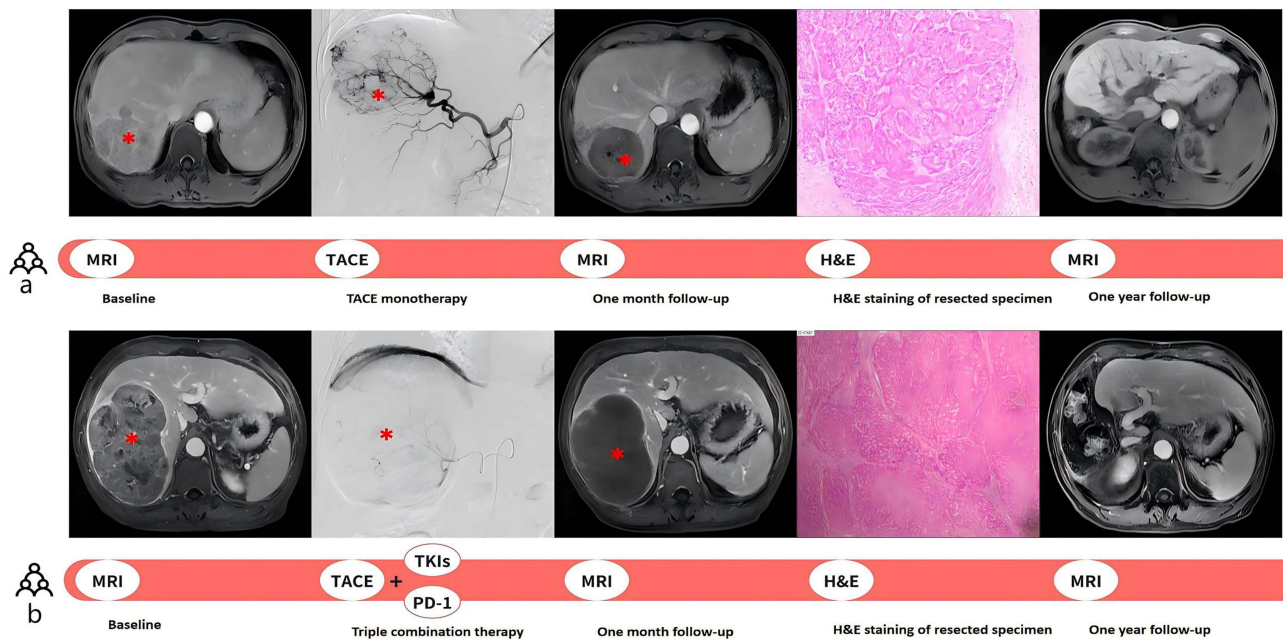 a
MRI
TACE
MRI
H&E
MRI
Baseline
TACE monotherapy
One month follow-up
H&E staining of resected specimen
One year follow-up
b
MRI
TACE
+
TKIs
PD-1
MRI
H&E
MRI
Baseline
Triple combination therapy
One month follow-up
H&E staining of resected specimen
One year follow-up